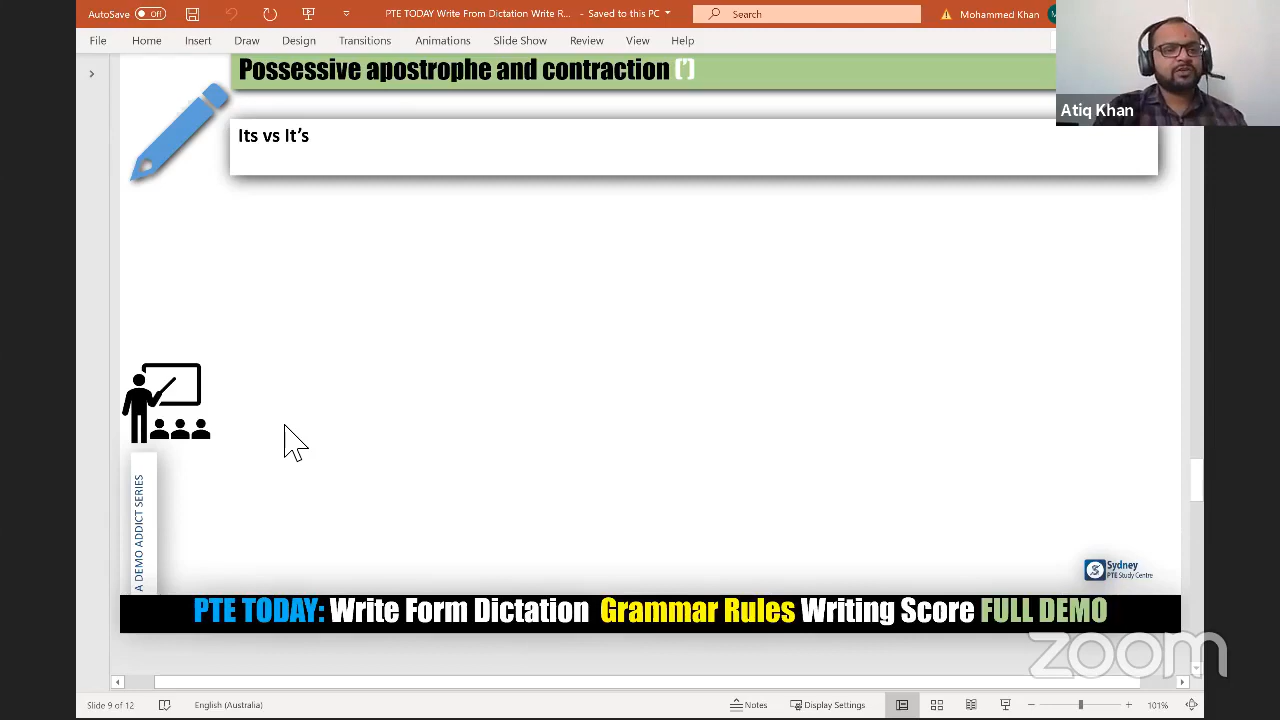 AutoSave Off
PTE TODAY Write From Dictation Write R... - Saved to this PC
Search
Mohammed Khan
File Home Insert Draw Design Transitions Animations Slide Show Review View Help
Possessive apostrophe and contraction (’)
Atiq Khan
Its vs It’s
A DEMO ADDICT SERIES
Sydney
PTE Study Centre
PTE TODAY: Write Form Dictation Grammar Rules Writing Score FULL DEMO
zoom
Slide 9 of 12 English (Australia) Notes Display Settings 101%